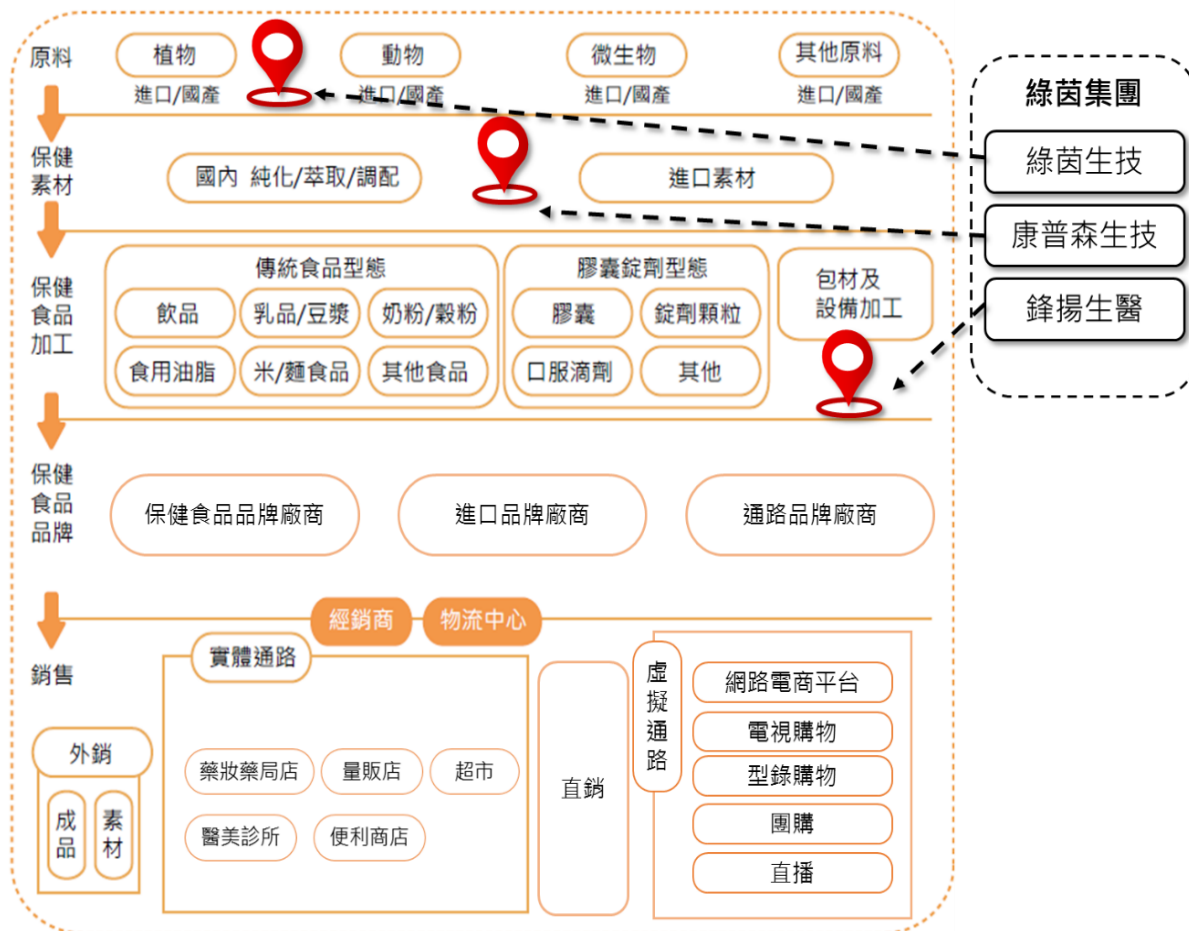 原料
植物
動物
微生物
其他原料
進口/國產
進口/國產
進口/國產
進口/國產
保健
素材
國內 純化/萃取/調配
進口素材
保健
食品
加工
傳統食品型態
飲品
乳品/豆漿
奶粉/穀粉
食用油脂
米/麵食品
其他食品
膠囊錠劑型態
膠囊
錠劑顆粒
口服滴劑
其他
包材及
設備加工
保健
食品
品牌
保健食品品牌廠商
進口品牌廠商
通路品牌廠商
經銷商
物流中心
銷售
外銷
成品
素材
實體通路
藥妝藥局店
量販店
超市
醫美診所
便利商店
直銷
虛擬通路
網路電商平台
電視購物
型錄購物
團購
直播
綠茵集團
綠茵生技
康普森生技
鋒揚生醫